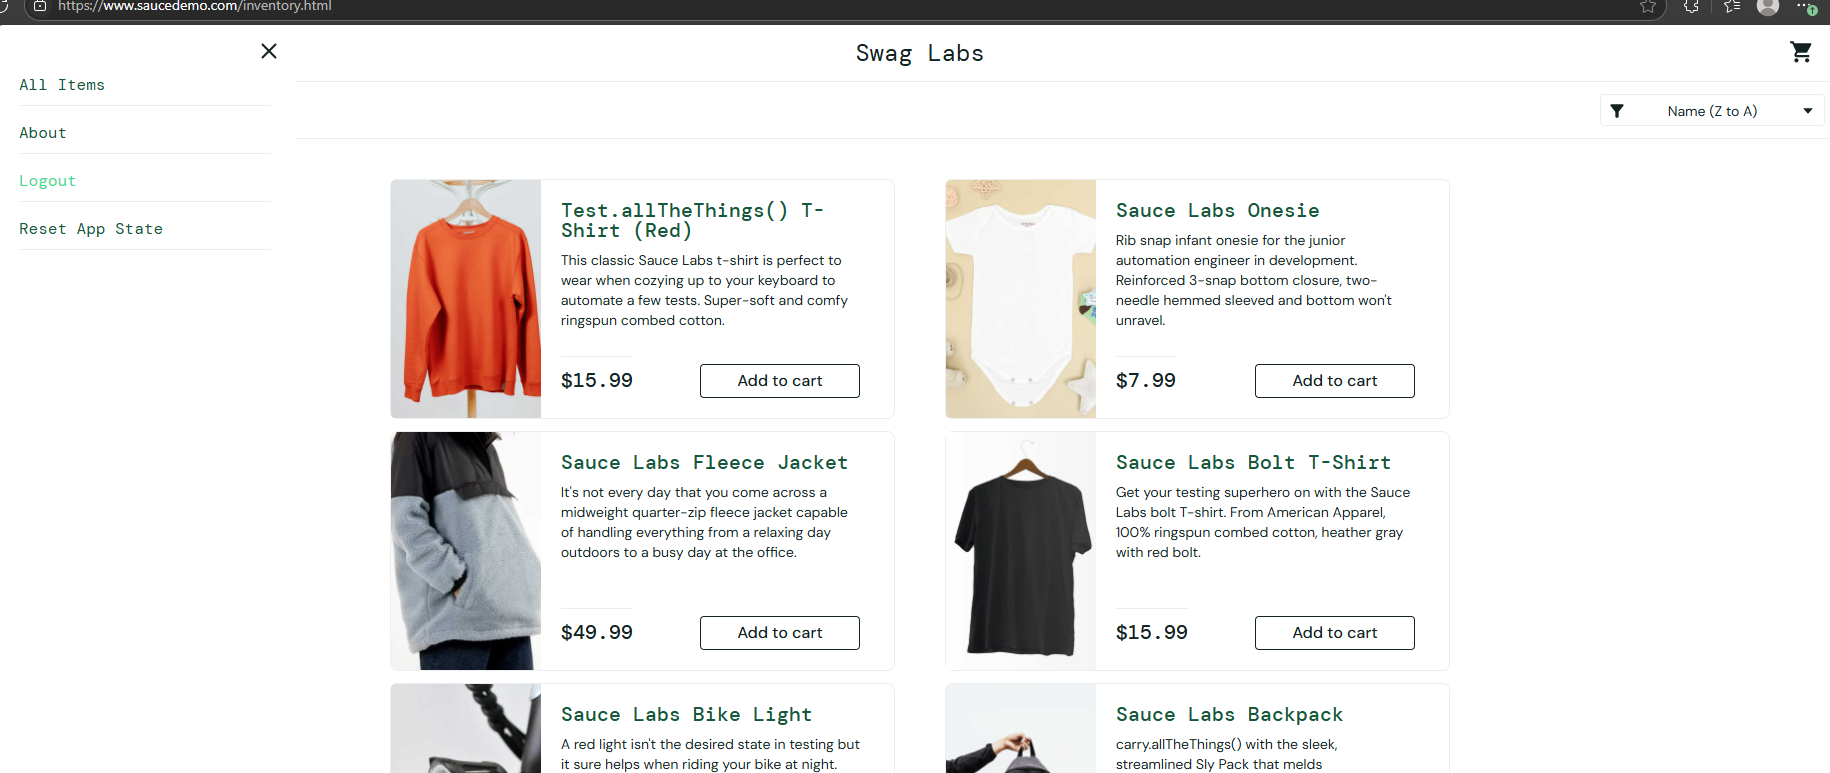 https://www.saucedemo.com/inventory.html
All Items
About
Logout
Reset App State
Swag Labs
Name (Z to A)
Test.allTheThings() T-
Shirt (Red)
This classic Sauce Labs t-shirt is perfect to
wear when cozying up to your keyboard to
automate a few tests. Super-soft and comfy
ringspun combed cotton.
$15.99
Add to cart
Sauce Labs Onesie
Rib snap infant onesie for the junior
automation engineer in development.
Reinforced 3-snap bottom closure, two-
needle hemmed sleeved and bottom won't
unravel.
$7.99
Add to cart
Sauce Labs Fleece Jacket
It's not every day that you come across a
midweight quarter-zip fleece jacket capable
of handling everything from a relaxing day
outdoors to a busy day at the office.
$49.99
Add to cart
Sauce Labs Bolt T-Shirt
Get your testing superhero on with the Sauce
Labs bolt T-shirt. From American Apparel,
100% ringspun combed cotton, heather gray
with red bolt.
$15.99
Add to cart
Sauce Labs Bike Light
A red light isn't the desired state in testing but
it sure helps when riding your bike at night.
Sauce Labs Backpack
carry.allTheThings() with the sleek,
streamlined Sly Pack that melds